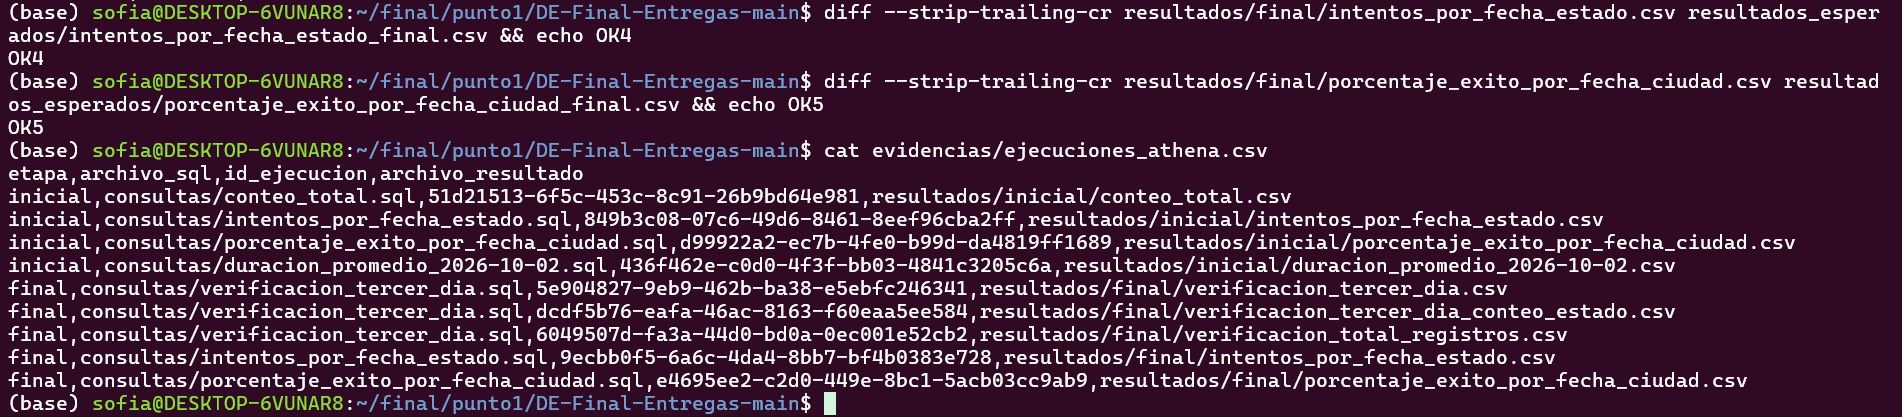 (base) sofia@DESKTOP-6VUNAR8:~/final/punto1/DE-Final-Entregas-main$ diff --strip-trailing-cr resultados/final/intentos_por_fecha_estado.csv resultados_esper
ados/intentos_por_fecha_estado_final.csv && echo OK4
OK4
(base) sofia@DESKTOP-6VUNAR8:~/final/punto1/DE-Final-Entregas-main$ diff --strip-trailing-cr resultados/final/porcentaje_exito_por_fecha_ciudad.csv resultad
os_esperados/porcentaje_exito_por_fecha_ciudad_final.csv && echo OK5
OK5
(base) sofia@DESKTOP-6VUNAR8:~/final/punto1/DE-Final-Entregas-main$ cat evidencias/ejecuciones_athena.csv
etapa,archivo_sql,id_ejecucion,archivo_resultado
inicial,consultas/conteo_total.sql,51d21513-6f5c-453c-8c91-26b9bd64e981,resultados/inicial/conteo_total.csv
inicial,consultas/intentos_por_fecha_estado.sql,849b3c08-07c6-49d6-8461-8eef96cba2ff,resultados/inicial/intentos_por_fecha_estado.csv
inicial,consultas/porcentaje_exito_por_fecha_ciudad.sql,d99922a2-ec7b-4fe0-b99d-da4819ff1689,resultados/inicial/porcentaje_exito_por_fecha_ciudad.csv
inicial,consultas/duracion_promedio_2026-10-02.sql,436f462e-c0d0-4f3f-bb03-4841c3205c6a,resultados/inicial/duracion_promedio_2026-10-02.csv
final,consultas/verificacion_tercer_dia.sql,5e904827-9eb9-462b-ba38-e5ebfc246341,resultados/final/verificacion_tercer_dia.csv
final,consultas/verificacion_tercer_dia.sql,dcdf5b76-eafa-46ac-8163-f60eaa5ee584,resultados/final/verificacion_tercer_dia_conteo_estado.csv
final,consultas/verificacion_tercer_dia.sql,6049507d-fa3a-44d0-bd0a-0ec001e52cb2,resultados/final/verificacion_total_registros.csv
final,consultas/intentos_por_fecha_estado.sql,9ecbb0f5-6a6c-4da4-8bb7-bf4b0383e728,resultados/final/intentos_por_fecha_estado.csv
final,consultas/porcentaje_exito_por_fecha_ciudad.sql,e4695ee2-c2d0-449e-8bc1-5acb03cc9ab9,resultados/final/porcentaje_exito_por_fecha_ciudad.csv
(base) sofia@DESKTOP-6VUNAR8:~/final/punto1/DE-Final-Entregas-main$